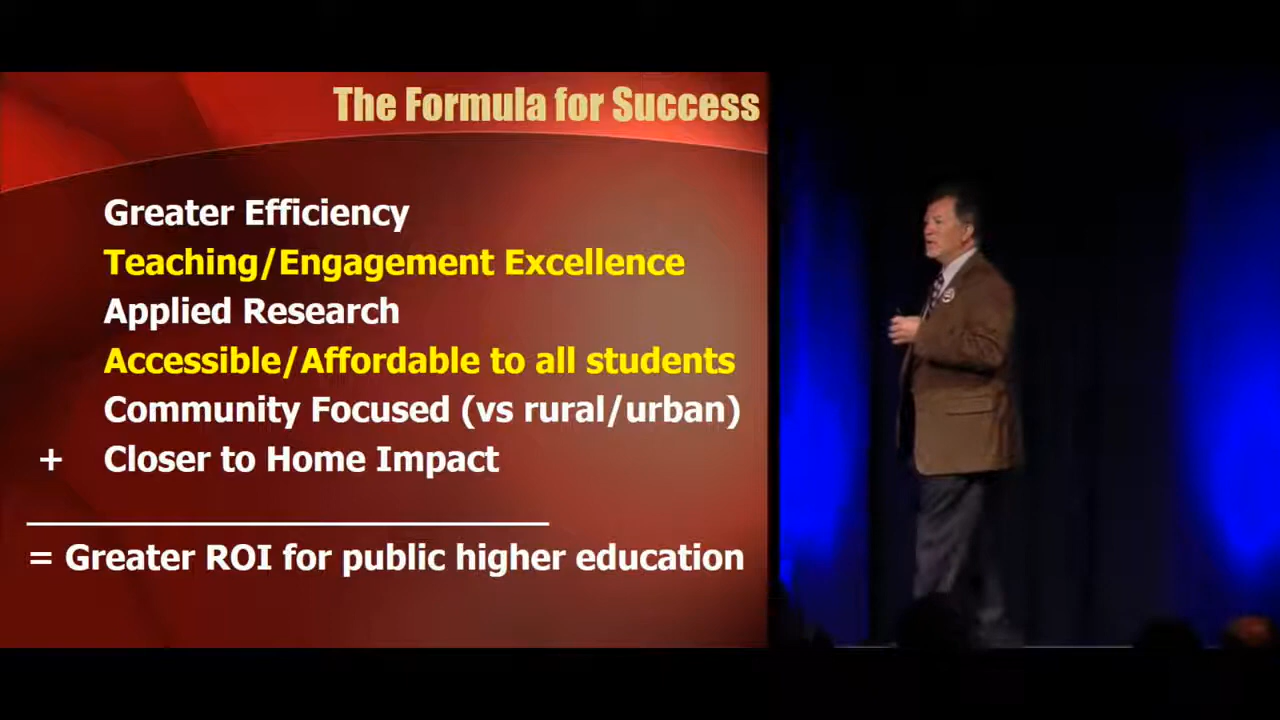 The Formula for Success
Greater Efficiency
Teaching/Engagement Excellence
Applied Research
Accessible/Affordable to all students
Community Focused (vs rural/urban)
+ Closer to Home Impact
= Greater ROI for public higher education